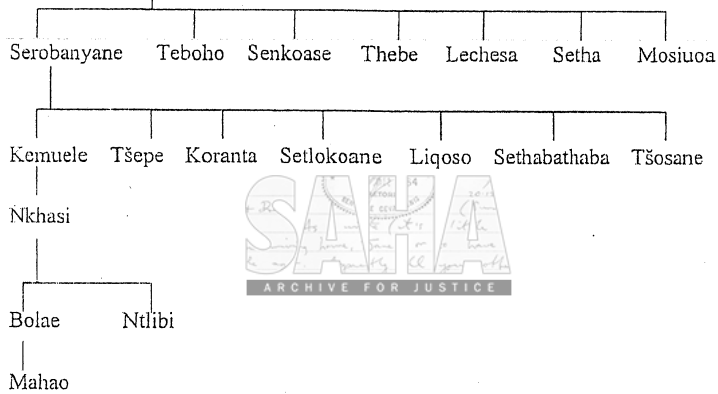 Serobanyane Teboho Senkoase Thebe Lechesa Setha Mosiuoa
Kemuele Tšepe Koranta Setlokoane Liqoso Sethabathaba Tšosane
Nkhasi
SAHA
ARCHIVE FOR JUSTICE
Bolae Ntlibi
Mahao